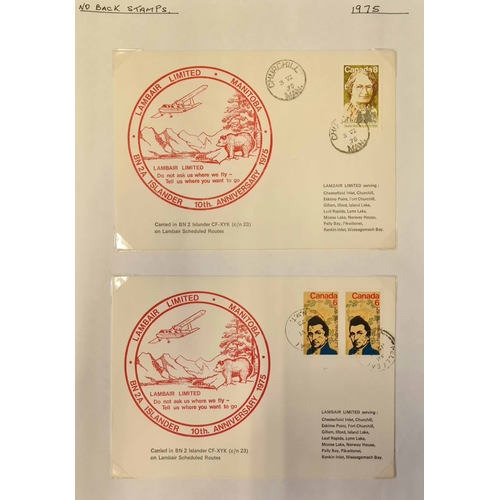 NO BACK STAMPS. 1975
LAMBAIR LIMITED • MANITOBA
BN 2A ISLANDER 10th. ANNIVERSARY 1975
LAMBAIR LIMITED
Do not ask us where we fly -
Tell us where you want to go
Carried in BN 2 Islander CF-XYK (c/n 23)
on Lambair Scheduled Routes
CHURCHILL
MAN.
Canada 8
MAN.
LAMBAIR LIMITED serving :
Chesterfield Inlet, Churchill,
Eskimo Point, Fort Churchill,
Gillam, Ilford, Island Lake,
Leaf Rapids, Lynn Lake,
Moose Lake, Norway House,
Pelly Bay, Pikwitonei,
Rankin Inlet, Wassagamach Bay.
LAMBAIR LIMITED • MANITOBA
BN 2A ISLANDER 10th. ANNIVERSARY 1975
LAMBAIR LIMITED
Do not ask us where we fly -
Tell us where you want to go
Carried in BN 2 Islander CF-XYK (c/n 23)
on Lambair Scheduled Routes
Canada 6
Canada 6
LAMBAIR LIMITED serving :
Chesterfield Inlet, Churchill,
Eskimo Point, Fort Churchill,
Gillam, Ilford, Island Lake,
Leaf Rapids, Lynn Lake,
Moose Lake, Norway House,
Pelly Bay, Pikwitonei,
Rankin Inlet, Wassagamach Bay.